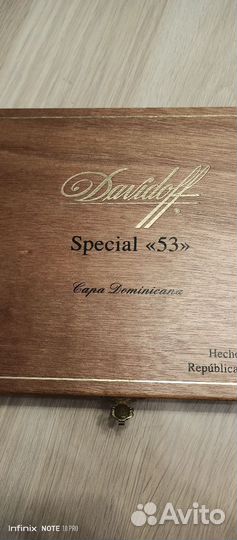 Davidoff®
Special «53»
Capa Dominicana
Hecho
República
Infinix NOTE 10 PRO
Avito